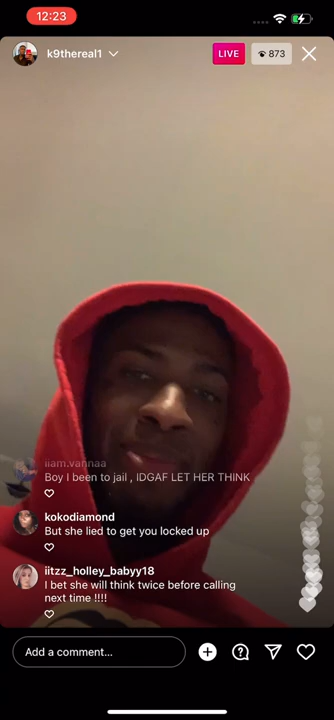 12:23
k9thereal1
LIVE
873
iiam.vannaa
Boy I been to jail , IDGAF LET HER THINK
kokodiamond
But she lied to get you locked up
iitzz_holley_babyy18
I bet she will think twice before calling
next time !!!!
Add a comment...